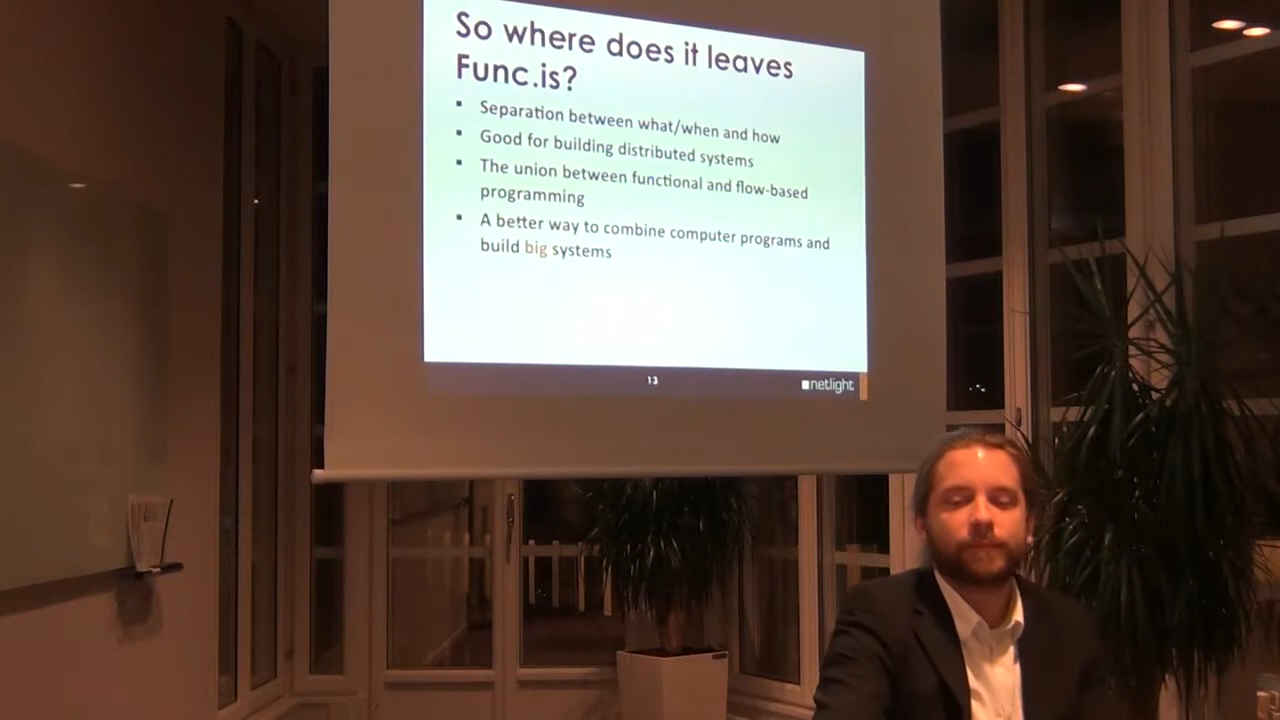 So where does it leaves
Func.is?
▪ Separation between what/when and how
▪ Good for building distributed systems
▪ The union between functional and flow-based
programming
▪ A better way to combine computer programs and
build big systems
13
netlight